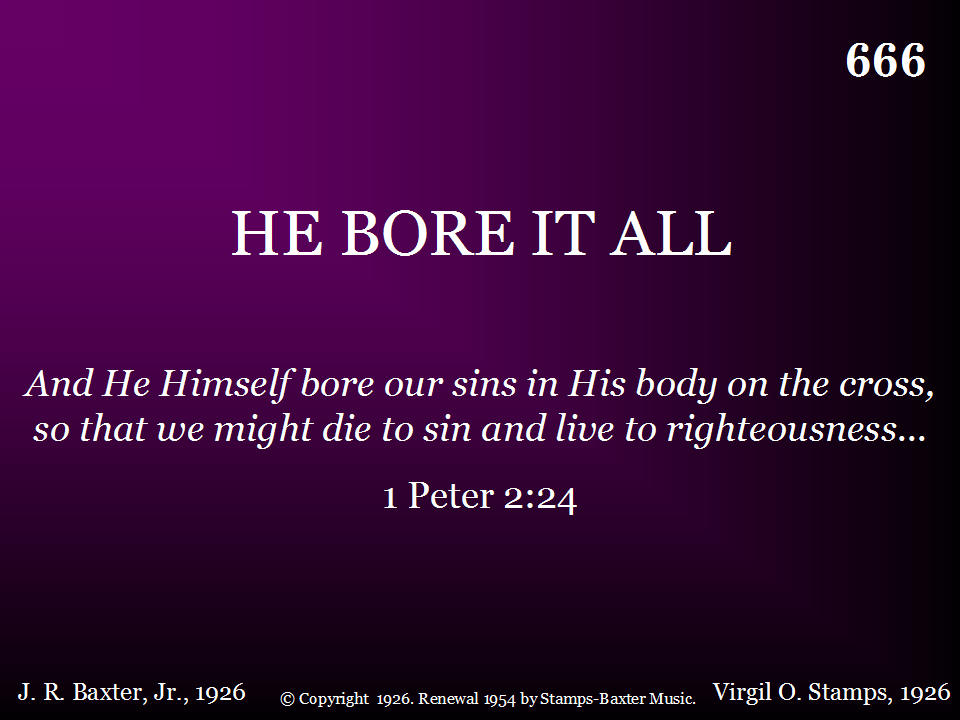 666
HE BORE IT ALL
And He Himself bore our sins in His body on the cross,
so that we might die to sin and live to righteousness...
1 Peter 2:24
J. R. Baxter, Jr., 1926
© Copyright 1926. Renewal 1954 by Stamps-Baxter Music.
Virgil O. Stamps, 1926